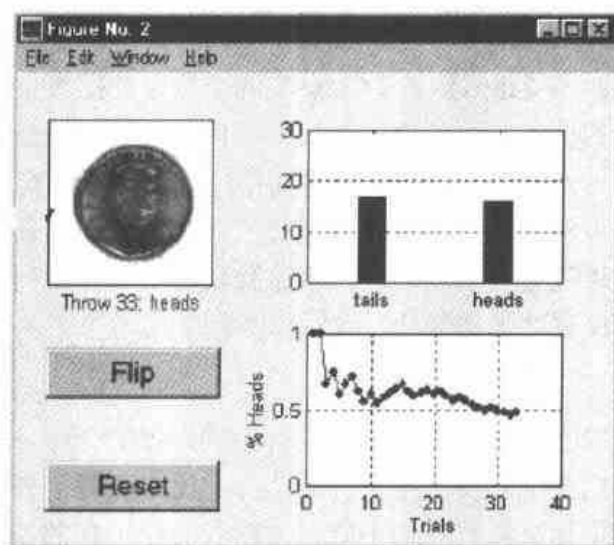 Figure No. 2
File Edit Window Help
30
20
10
0
tails heads
Throw 33: heads
Flip
Reset
1
0.5
0
% Heads
0 10 20 30 40
Trials